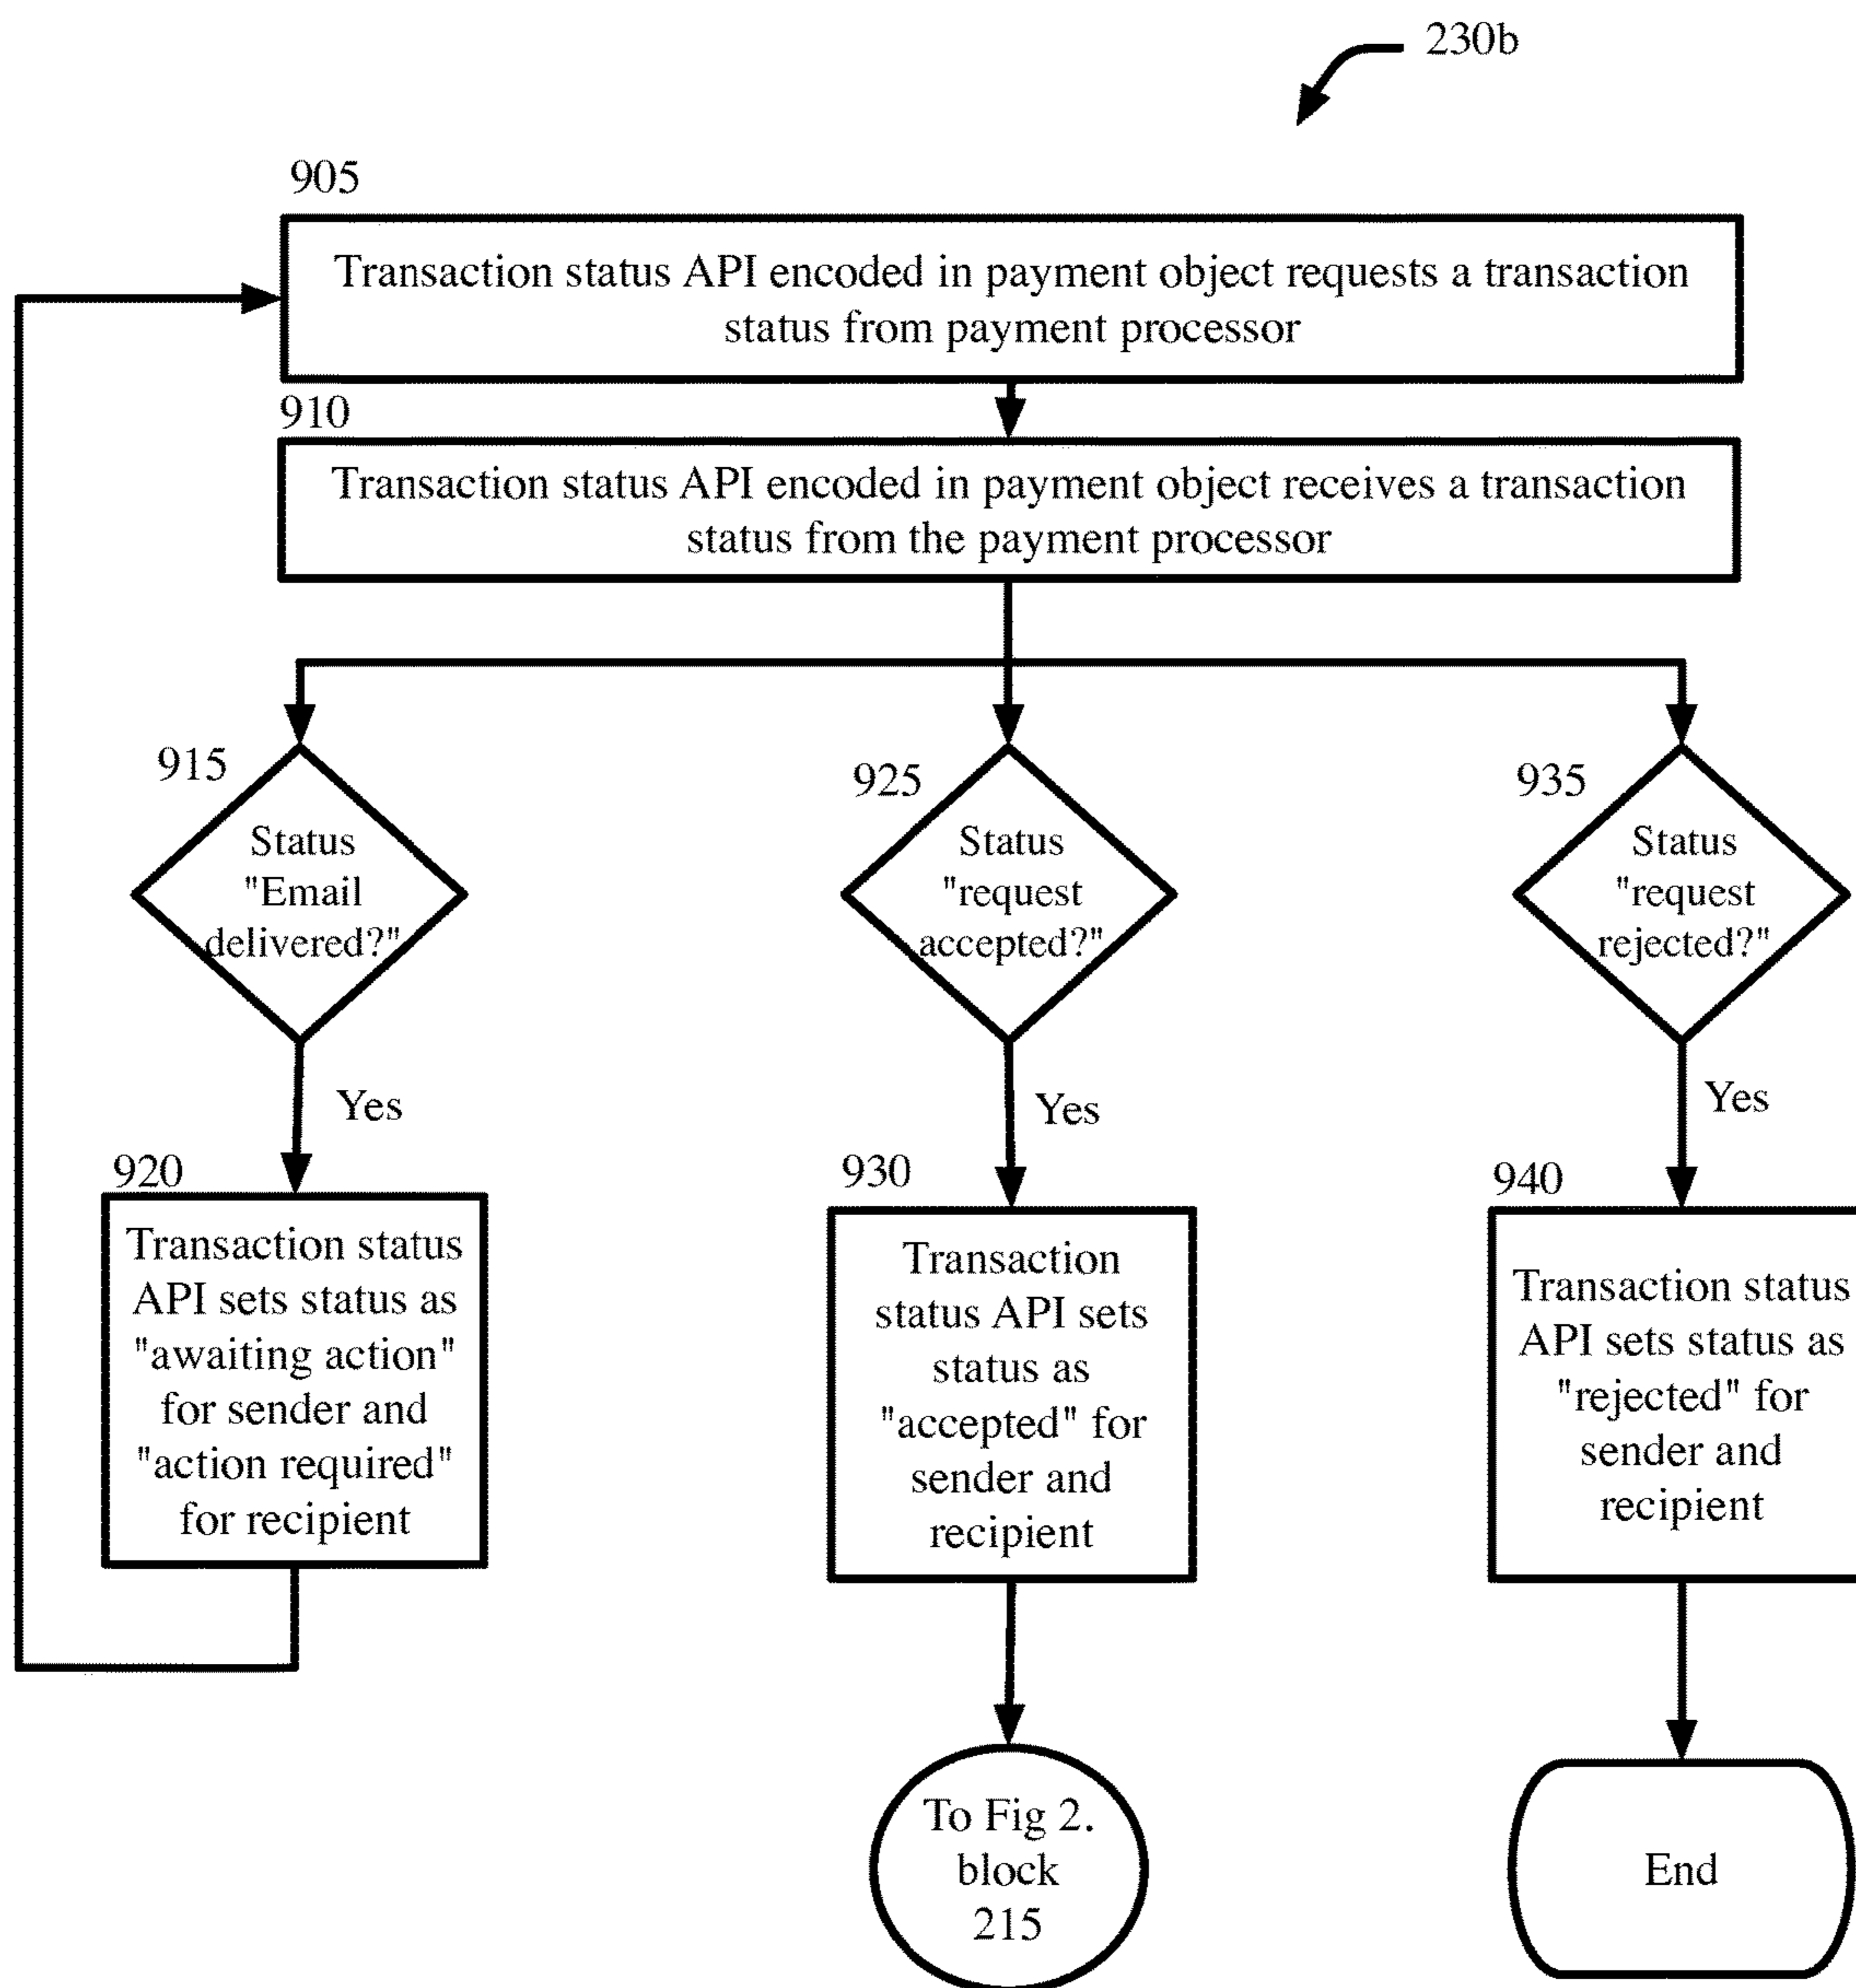 230b
905
Transaction status API encoded in payment object requests a transaction
status from payment processor
910
Transaction status API encoded in payment object receives a transaction
status from the payment processor
915
Status
"Email
delivered?"
Yes
920
Transaction status
API sets status as
"awaiting action"
for sender and
"action required"
for recipient
925
Status
"request
accepted?"
Yes
930
Transaction
status API sets
status as
"accepted" for
sender and
recipient
To Fig 2.
block
215
935
Status
"request
rejected?"
Yes
940
Transaction status
API sets status as
"rejected" for
sender and
recipient
End